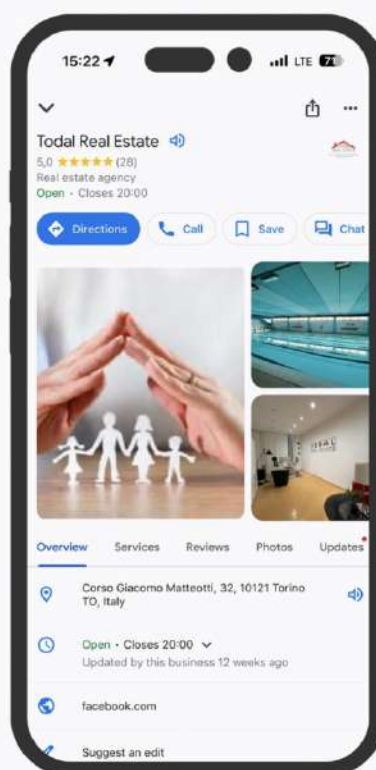 15:22
LTE 71
Todal Real Estate
5,0 ★★★★★ (28)
Real estate agency
Open · Closes 20:00
Directions
Call
Save
Chat
Overview
Services
Reviews
Photos
Updates
Corso Giacomo Matteotti, 32, 10121 Torino
TO, Italy
Open · Closes 20:00
Updated by this business 12 weeks ago
facebook.com
Suggest an edit